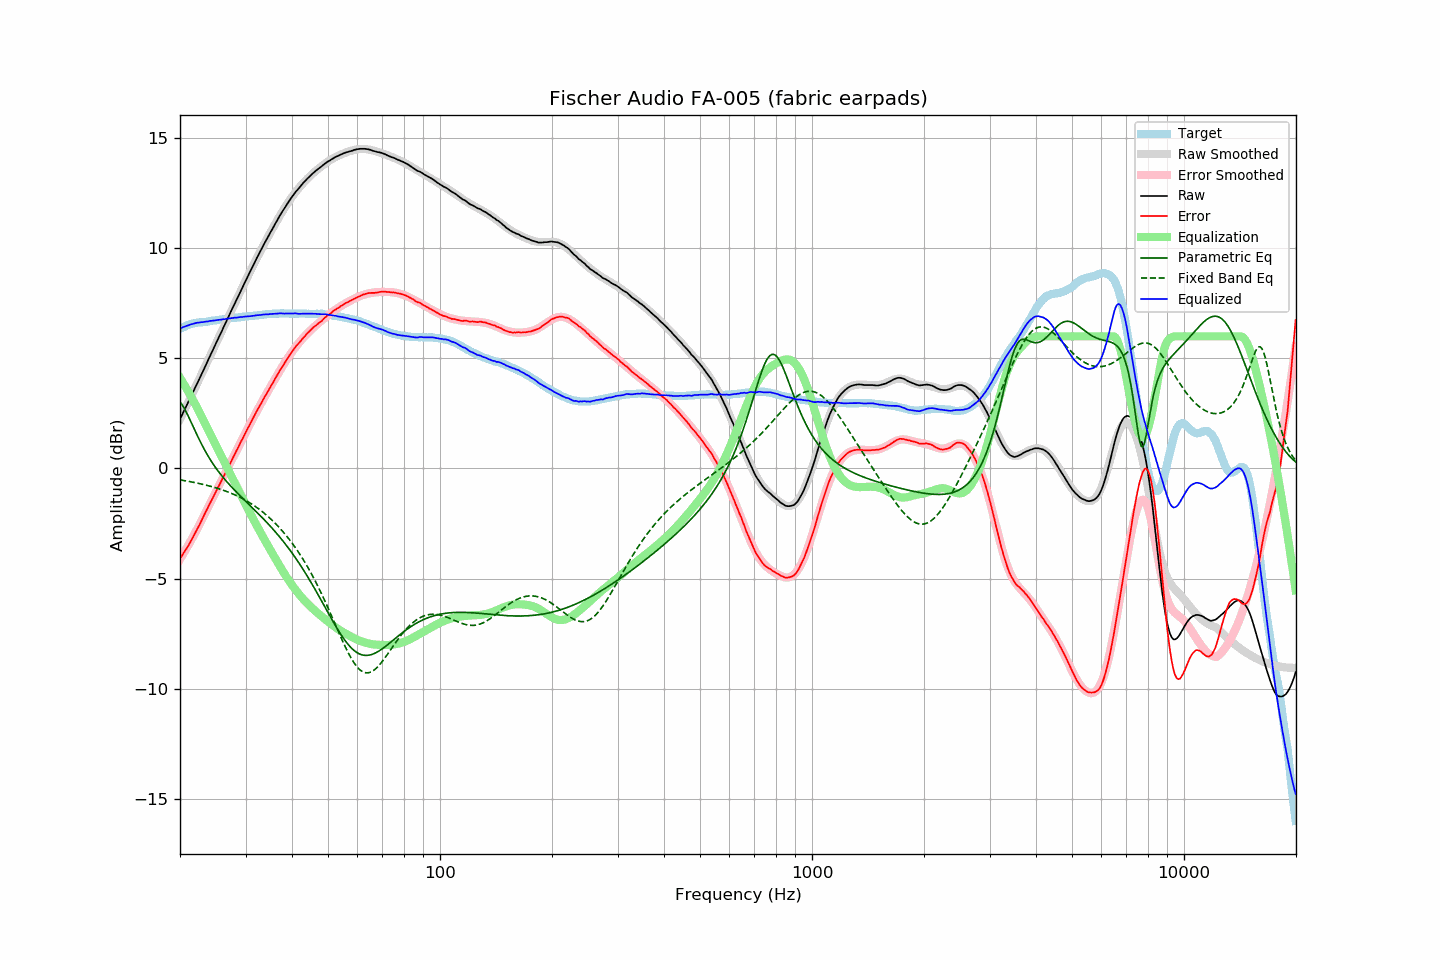 Fischer Audio FA-005 (fabric earpads)
Target
Raw Smoothed
Error Smoothed
Raw
Error
Equalization
Parametric Eq
Fixed Band Eq
Equalized
15
10
5
0
−5
−10
−15
Amplitude (dBr)
100
1000
10000
Frequency (Hz)